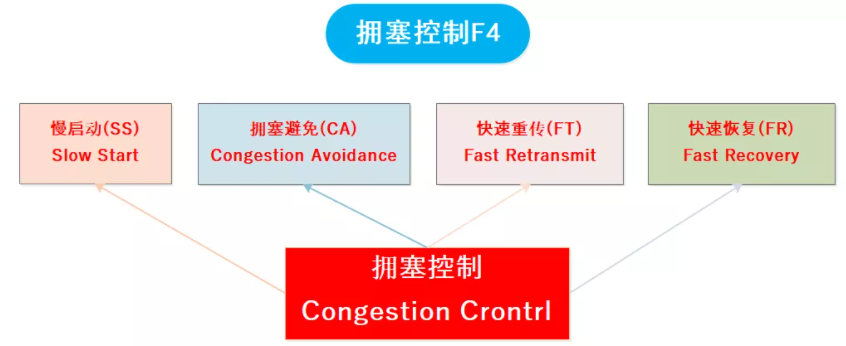 拥塞控制F4
慢启动(SS)
Slow Start
拥塞避免(CA)
Congestion Avoidance
快速重传(FT)
Fast Retransmit
快速恢复(FR)
Fast Recovery
拥塞控制
Congestion Crontrl